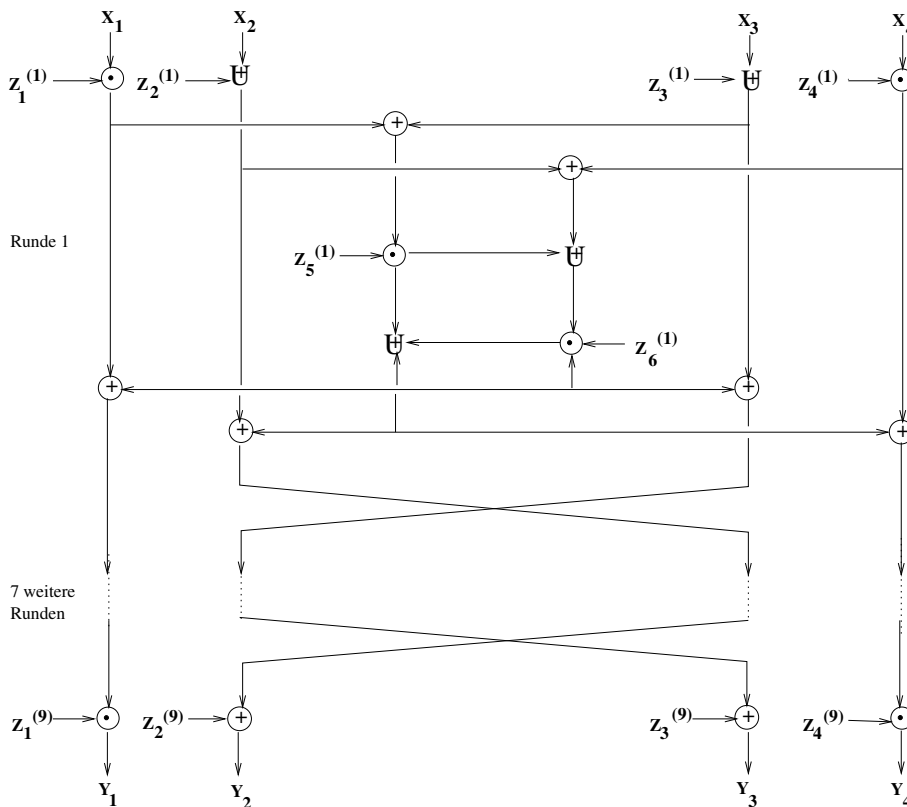 X1 X2 X3 X
Z1(1) Z2(1) Z3(1) Z4(1)
Runde 1
Z5(1)
Z6(1)
7 weitere
Runden
Z1(9) Z2(9) Z3(9) Z4(9)
Y1 Y2 Y3 Y4